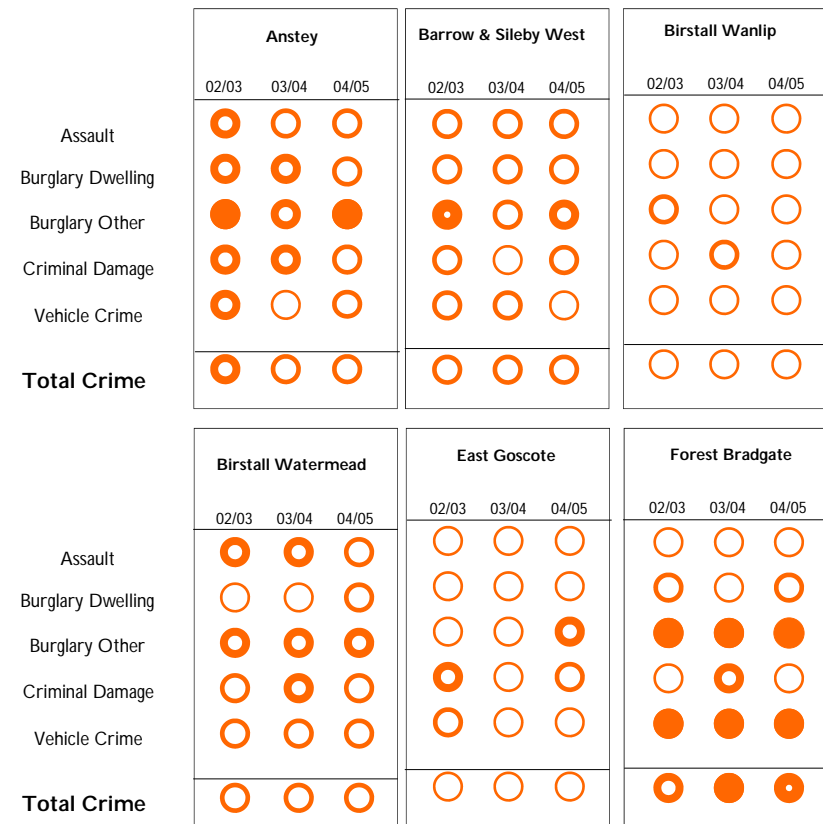 Anstey
Barrow & Sileby West
Birstall Wanlip
02/03 03/04 04/05
02/03 03/04 04/05
02/03 03/04 04/05
Assault
Burglary Dwelling
Burglary Other
Criminal Damage
Vehicle Crime
Total Crime
Birstall Watermead
East Goscote
Forest Bradgate
02/03 03/04 04/05
02/03 03/04 04/05
02/03 03/04 04/05
Assault
Burglary Dwelling
Burglary Other
Criminal Damage
Vehicle Crime
Total Crime